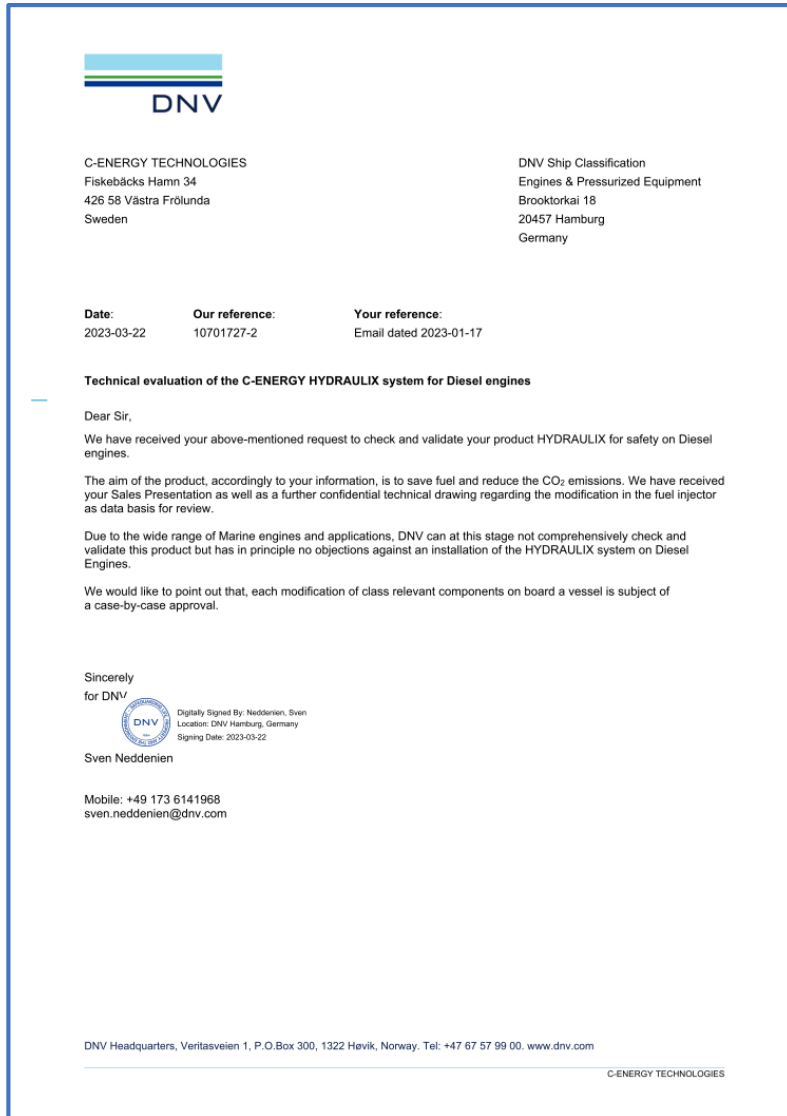 DNV
C-ENERGY TECHNOLOGIES
Fiskebäcks Hamn 34
426 58 Västra Frölunda
Sweden
DNV Ship Classification
Engines & Pressurized Equipment
Brooktorkai 18
20457 Hamburg
Germany
Date: Our reference: Your reference:
2023-03-22 10701727-2 Email dated 2023-01-17
Technical evaluation of the C-ENERGY HYDRAULIX system for Diesel engines
Dear Sir,
We have received your above-mentioned request to check and validate your product HYDRAULIX for safety on Diesel
engines.
The aim of the product, accordingly to your information, is to save fuel and reduce the CO₂ emissions. We have received
your Sales Presentation as well as a further confidential technical drawing regarding the modification in the fuel injector
as data basis for review.
Due to the wide range of Marine engines and applications, DNV can at this stage not comprehensively check and
validate this product but has in principle no objections against an installation of the HYDRAULIX system on Diesel
Engines.
We would like to point out that, each modification of class relevant components on board a vessel is subject of
a case-by-case approval.
Sincerely
for DNV
DNV
Digitally Signed By: Neddenien, Sven
Location: DNV Hamburg, Germany
Signing Date: 2023-03-22
Sven Neddenien
Mobile: +49 173 6141968
sven.neddenien@dnv.com
DNV Headquarters, Veritasveien 1, P.O.Box 300, 1322 Høvik, Norway. Tel: +47 67 57 99 00. www.dnv.com
C-ENERGY TECHNOLOGIES